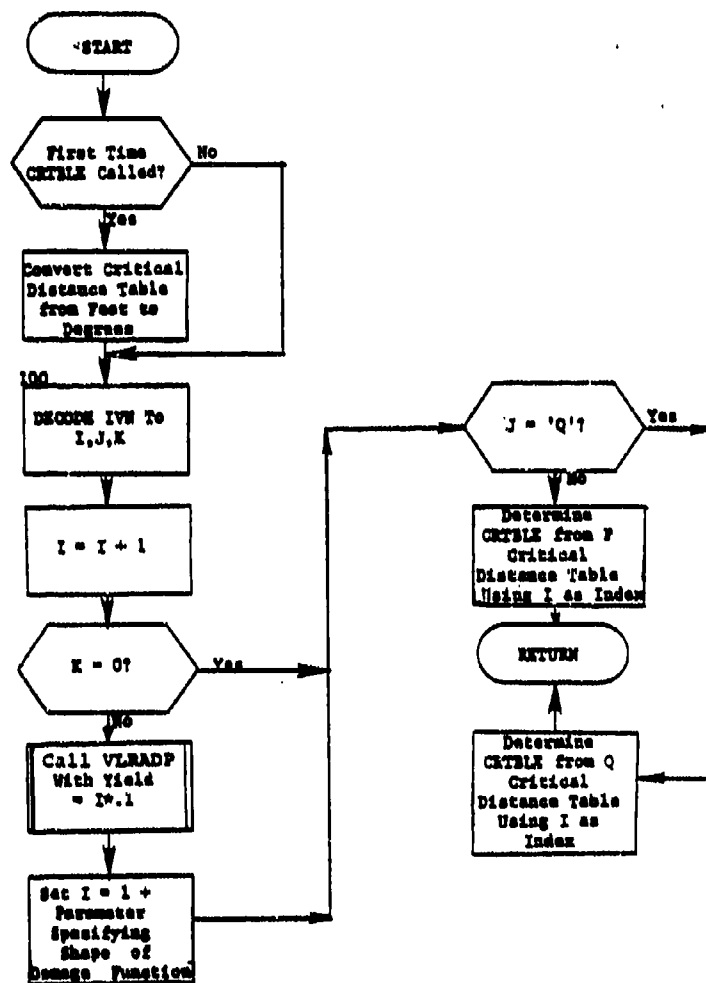 START
First Time
CRTBLE Called?
No
Yes
Convert Critical
Distance Table
from Feet to
Degrees
100
DECODE IVN To
I,J,K
I = I + 1
K = 0?
Yes
No
Call VLRADP
With Yield
= I*.1
Set I = 1 +
Parameter
Specifying
Shape of
Damage Function
J = 'Q'?
Yes
No
Determine
CRTBLE from P
Critical
Distance Table
Using I as Index
RETURN
Determine
CRTBLE from Q
Critical
Distance Table
Using I as
Index